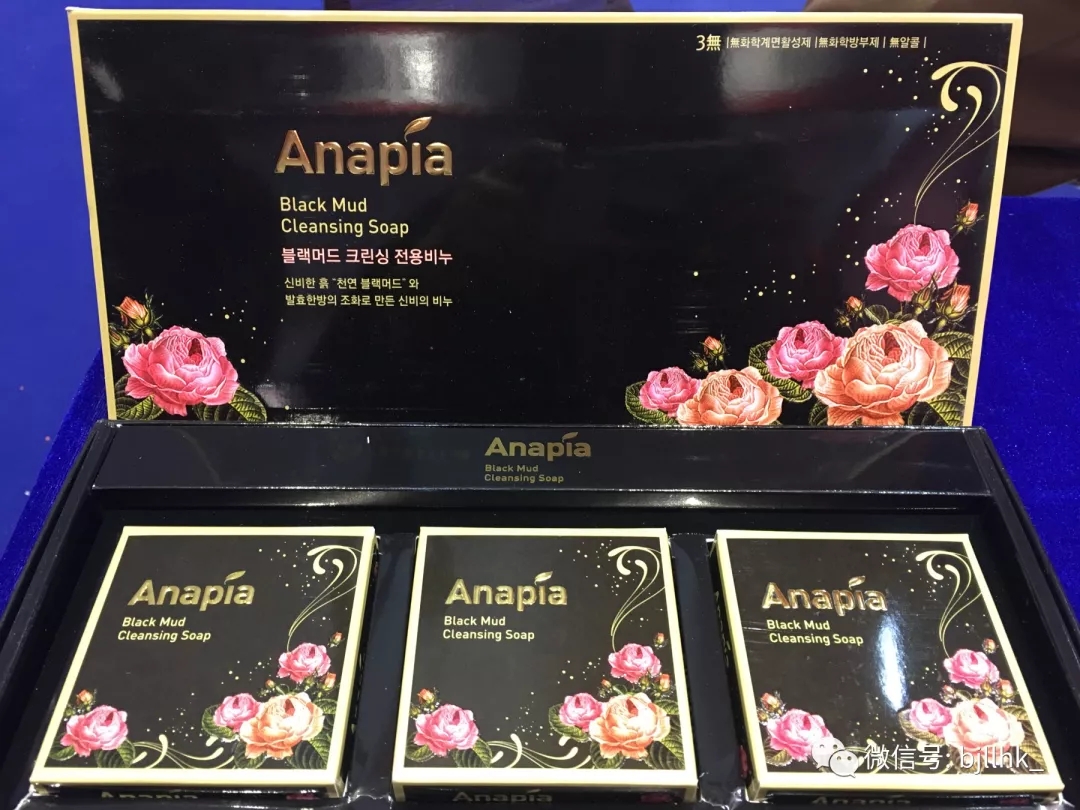 3無 |無화학계면활성제 |無화학방부제 | 無알콜 |
Anapia
Black Mud
Cleansing Soap
블랙머드 크린싱 전용비누
신비한 흙 "천연 블랙머드" 와
발효한방의 조화로 만든 신비의 비누
Anapia
Black Mud
Cleansing Soap
Anapia
Black Mud
Cleansing Soap
Anapia
Black Mud
Cleansing Soap
Anapia
Black Mud
Cleansing Soap
微信号: bjllhk_
Anapia
Anapia
Anapia